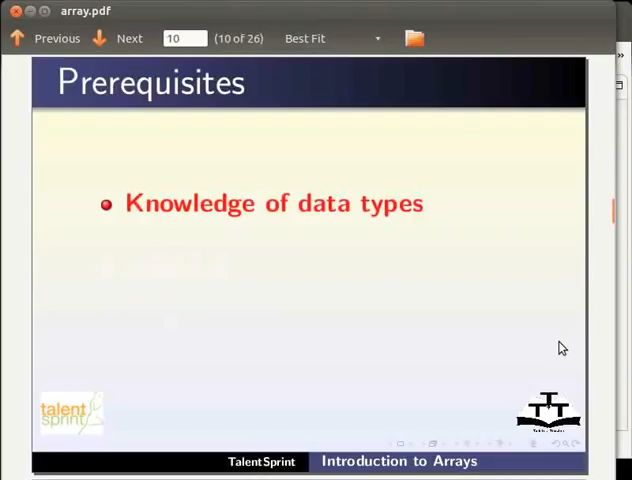 array.pdf
Previous Next 10 (10 of 26) Best Fit
»
Prerequisites
Knowledge of data types
talent
sprint
TalentSprint Introduction to Arrays